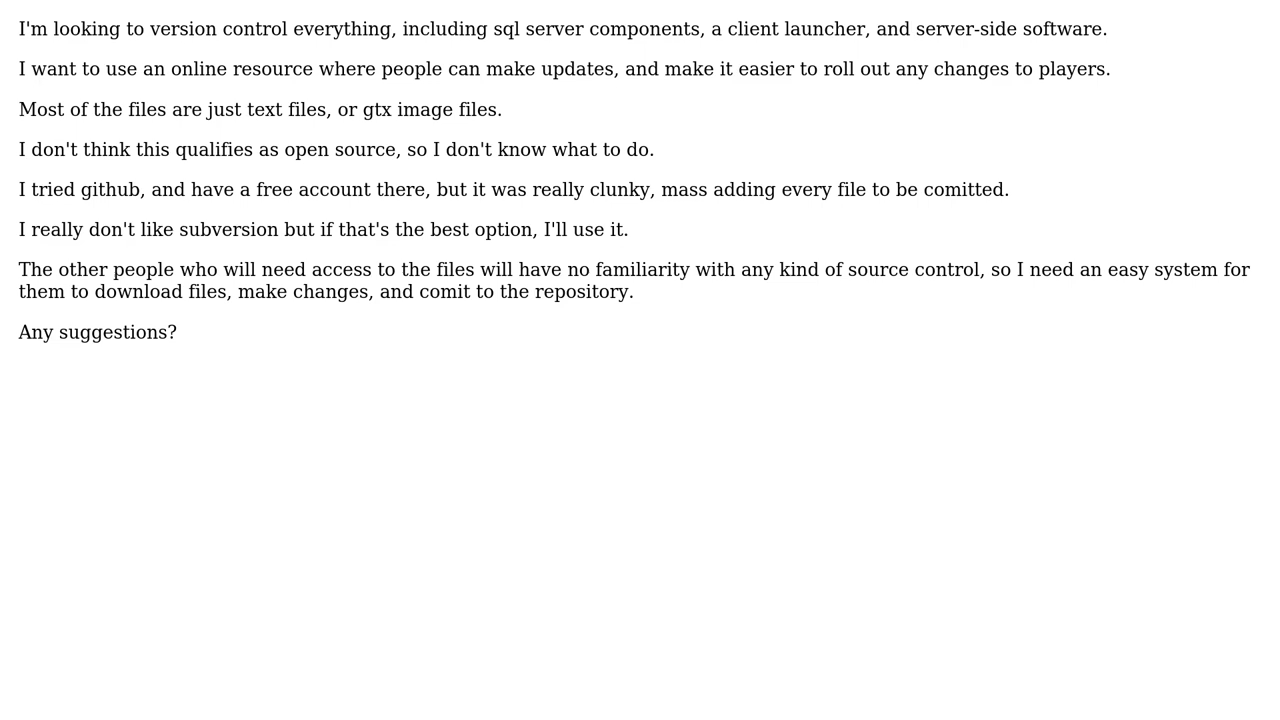 I'm looking to version control everything, including sql server components, a client launcher, and server-side software.
I want to use an online resource where people can make updates, and make it easier to roll out any changes to players.
Most of the files are just text files, or gtx image files.
I don't think this qualifies as open source, so I don't know what to do.
I tried github, and have a free account there, but it was really clunky, mass adding every file to be comitted.
I really don't like subversion but if that's the best option, I'll use it.
The other people who will need access to the files will have no familiarity with any kind of source control, so I need an easy system for
them to download files, make changes, and comit to the repository.
Any suggestions?